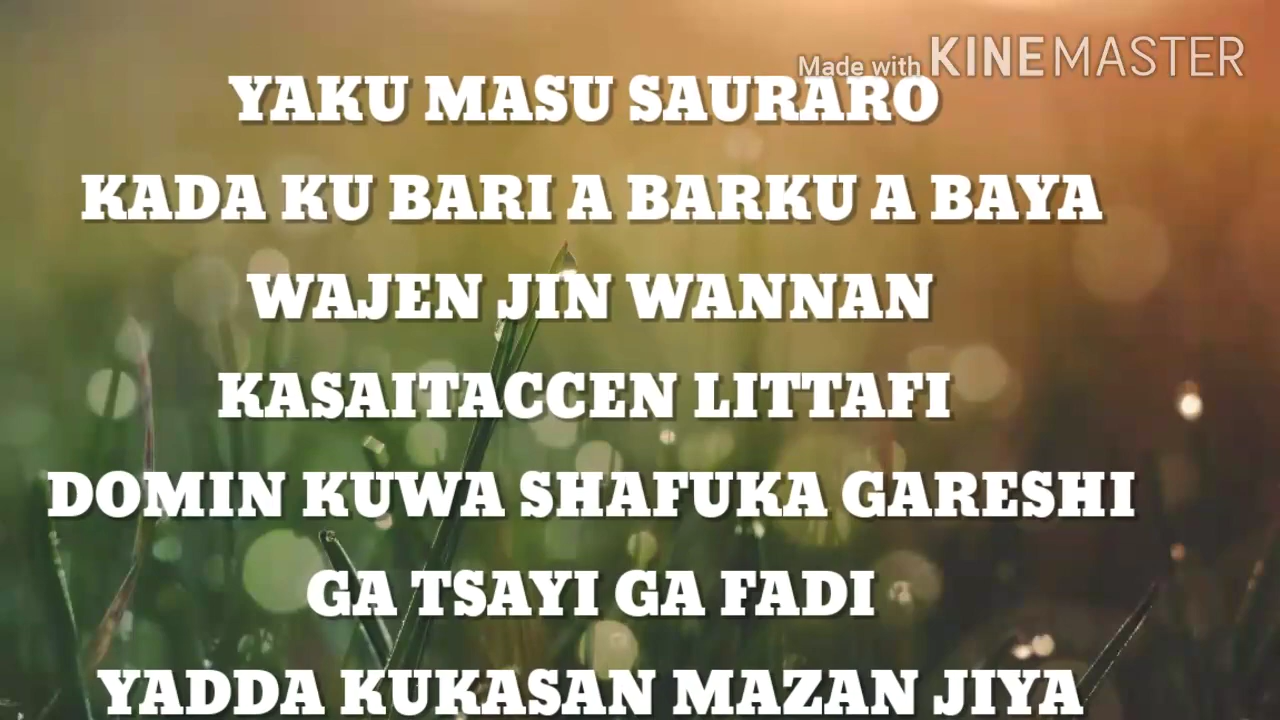 Made with KINEMASTER
YAKU MASU SAURARO
KADA KU BARI A BARKU A BAYA
WAJEN JIN WANNAN
KASAITACCEN LITTAFI
DOMIN KUWA SHAFUKA GARESHI
GA TSAYI GA FADI
YADDA KUKASAN MAZAN JIYA